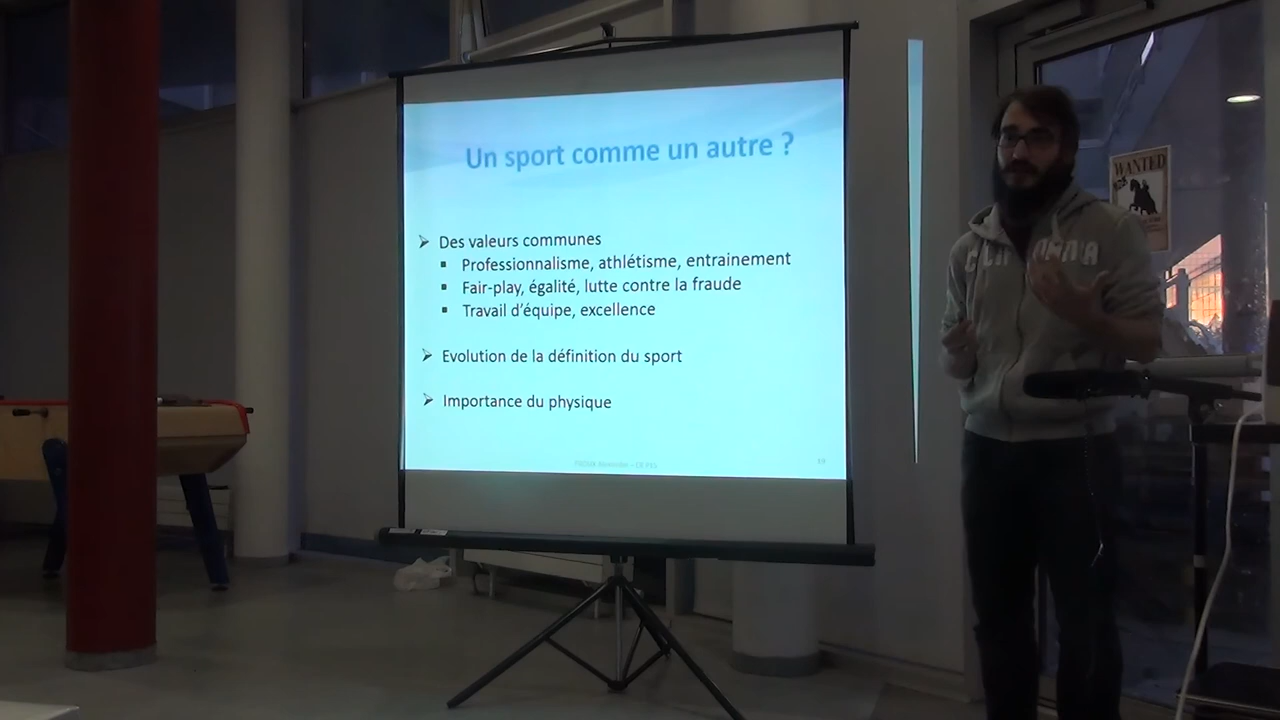 Un sport comme un autre ?
Des valeurs communes
Professionnalisme, athlétisme, entrainement
Fair-play, égalité, lutte contre la fraude
Travail d'équipe, excellence
Evolution de la définition du sport
Importance du physique
19
WANTED